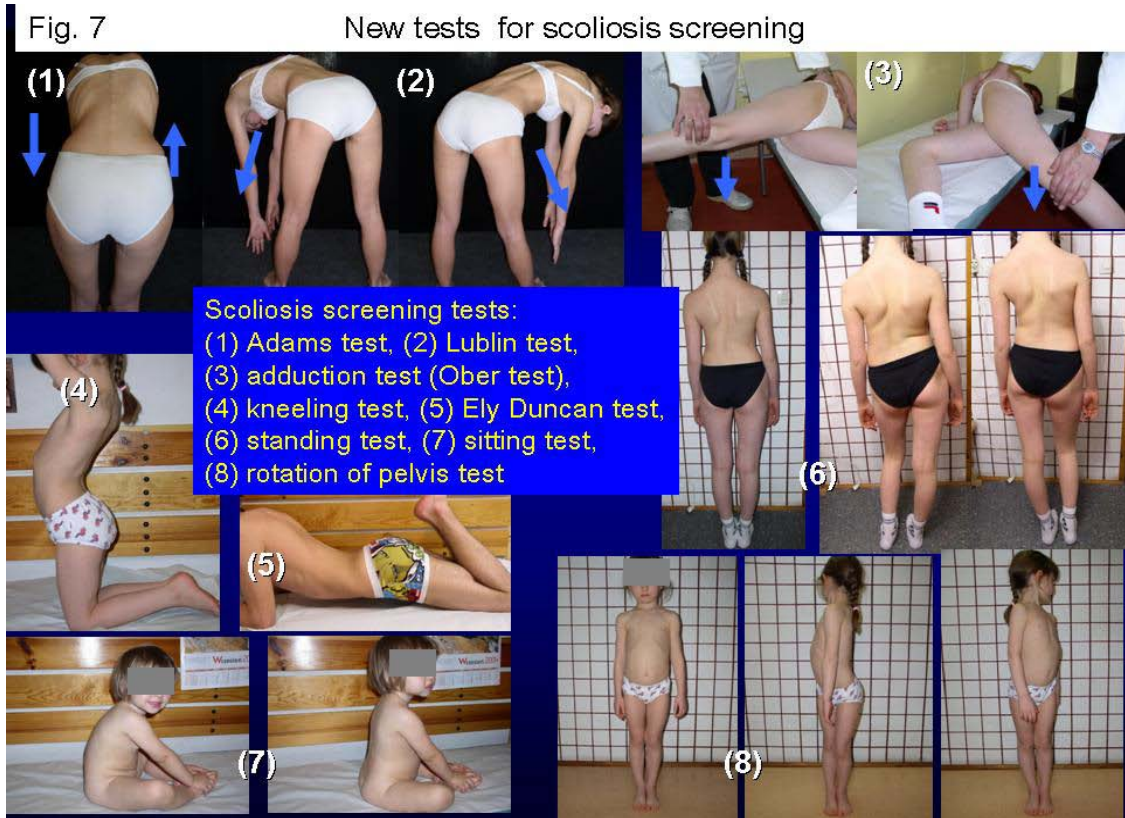 Fig. 7 New tests for scoliosis screening
(1)
(2)
(3)
Scoliosis screening tests:
(1) Adams test, (2) Lublin test,
(3) adduction test (Ober test),
(4) kneeling test, (5) Ely Duncan test,
(6) standing test, (7) sitting test,
(8) rotation of pelvis test
(4)
(6)
(5)
(7)
(8)